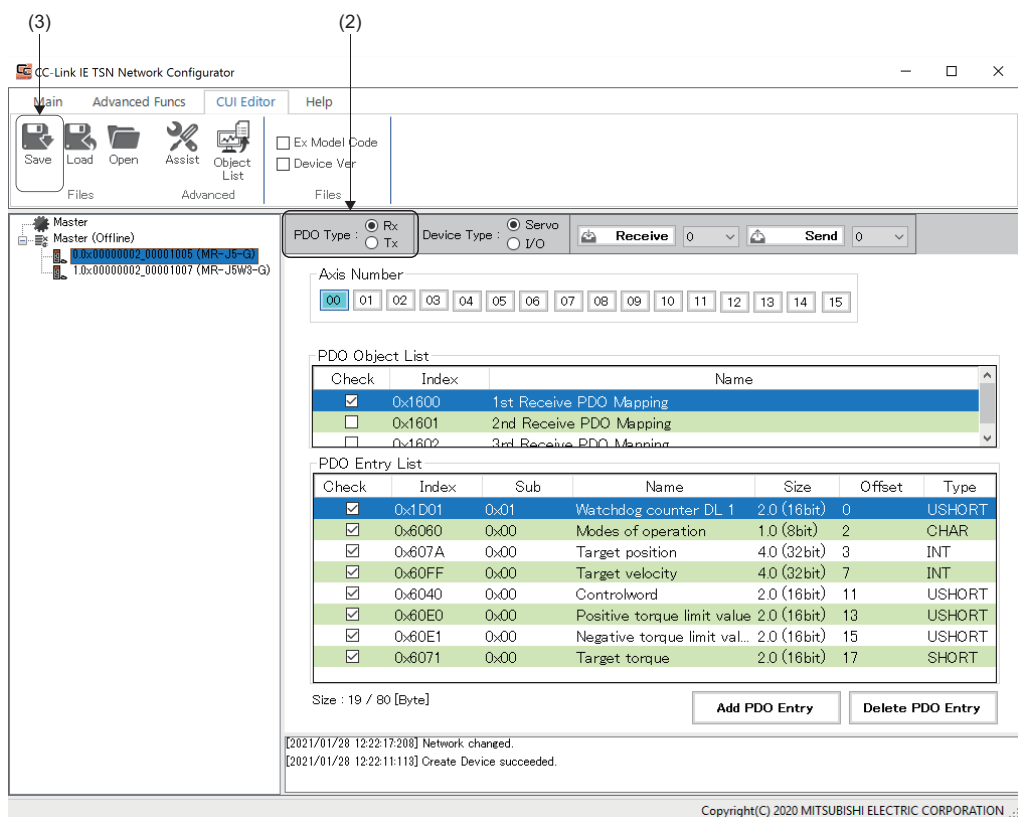 (3) (2)
CC-Link IE TSN Network Configurator
Main Advanced Funcs CUI Editor Help
Save Load Open Assist Object List
Ex Model Code
Device Ver
Files Advanced Files
Master
Master (Offline)
0.0x00000002_00001005 (MR-J5-G)
1.0x00000002_00001007 (MR-J5W3-G)
PDO Type : Rx Tx Device Type : Servo I/O Receive 0 Send 0
Axis Number
00 01 02 03 04 05 06 07 08 09 10 11 12 13 14 15
PDO Object List
Check Index Name
0x1600 1st Receive PDO Mapping
0x1601 2nd Receive PDO Mapping
0x1602 3rd Receive PDO Mapping
PDO Entry List
Check Index Sub Name Size Offset Type
0x1D01 0x01 Watchdog counter DL 1 2.0 (16bit) 0 USHORT
0x6060 0x00 Modes of operation 1.0 (8bit) 2 CHAR
0x607A 0x00 Target position 4.0 (32bit) 3 INT
0x60FF 0x00 Target velocity 4.0 (32bit) 7 INT
0x6040 0x00 Controlword 2.0 (16bit) 11 USHORT
0x60E0 0x00 Positive torque limit value 2.0 (16bit) 13 USHORT
0x60E1 0x00 Negative torque limit val... 2.0 (16bit) 15 USHORT
0x6071 0x00 Target torque 2.0 (16bit) 17 SHORT
Size : 19 / 80 [Byte]
Add PDO Entry Delete PDO Entry
[2021/01/28 12:22:17:208] Network changed.
[2021/01/28 12:22:11:113] Create Device succeeded.
Copyright(C) 2020 MITSUBISHI ELECTRIC CORPORATION